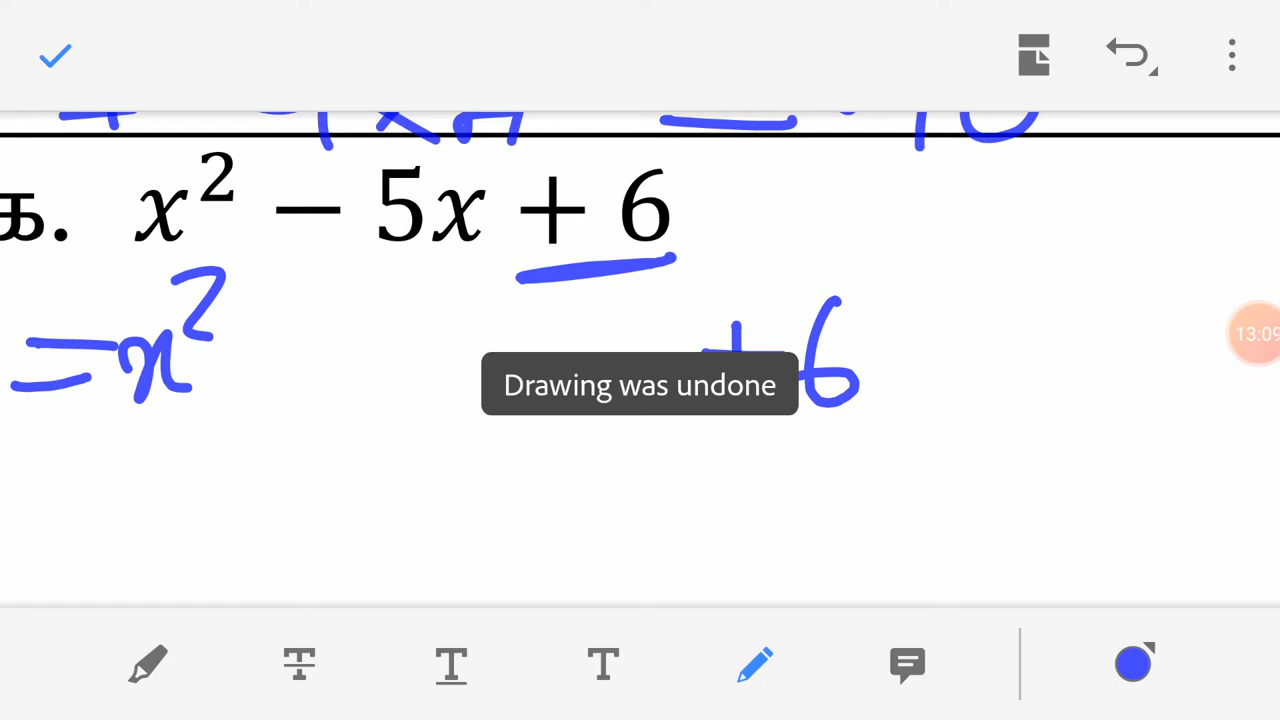 க. x² − 5x + 6
= x² + 6
Drawing was undone
13:09
T T T